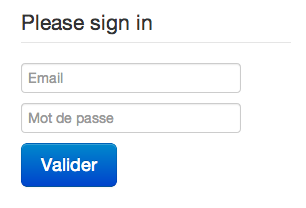 Please sign in
Email
Mot de passe
Valider